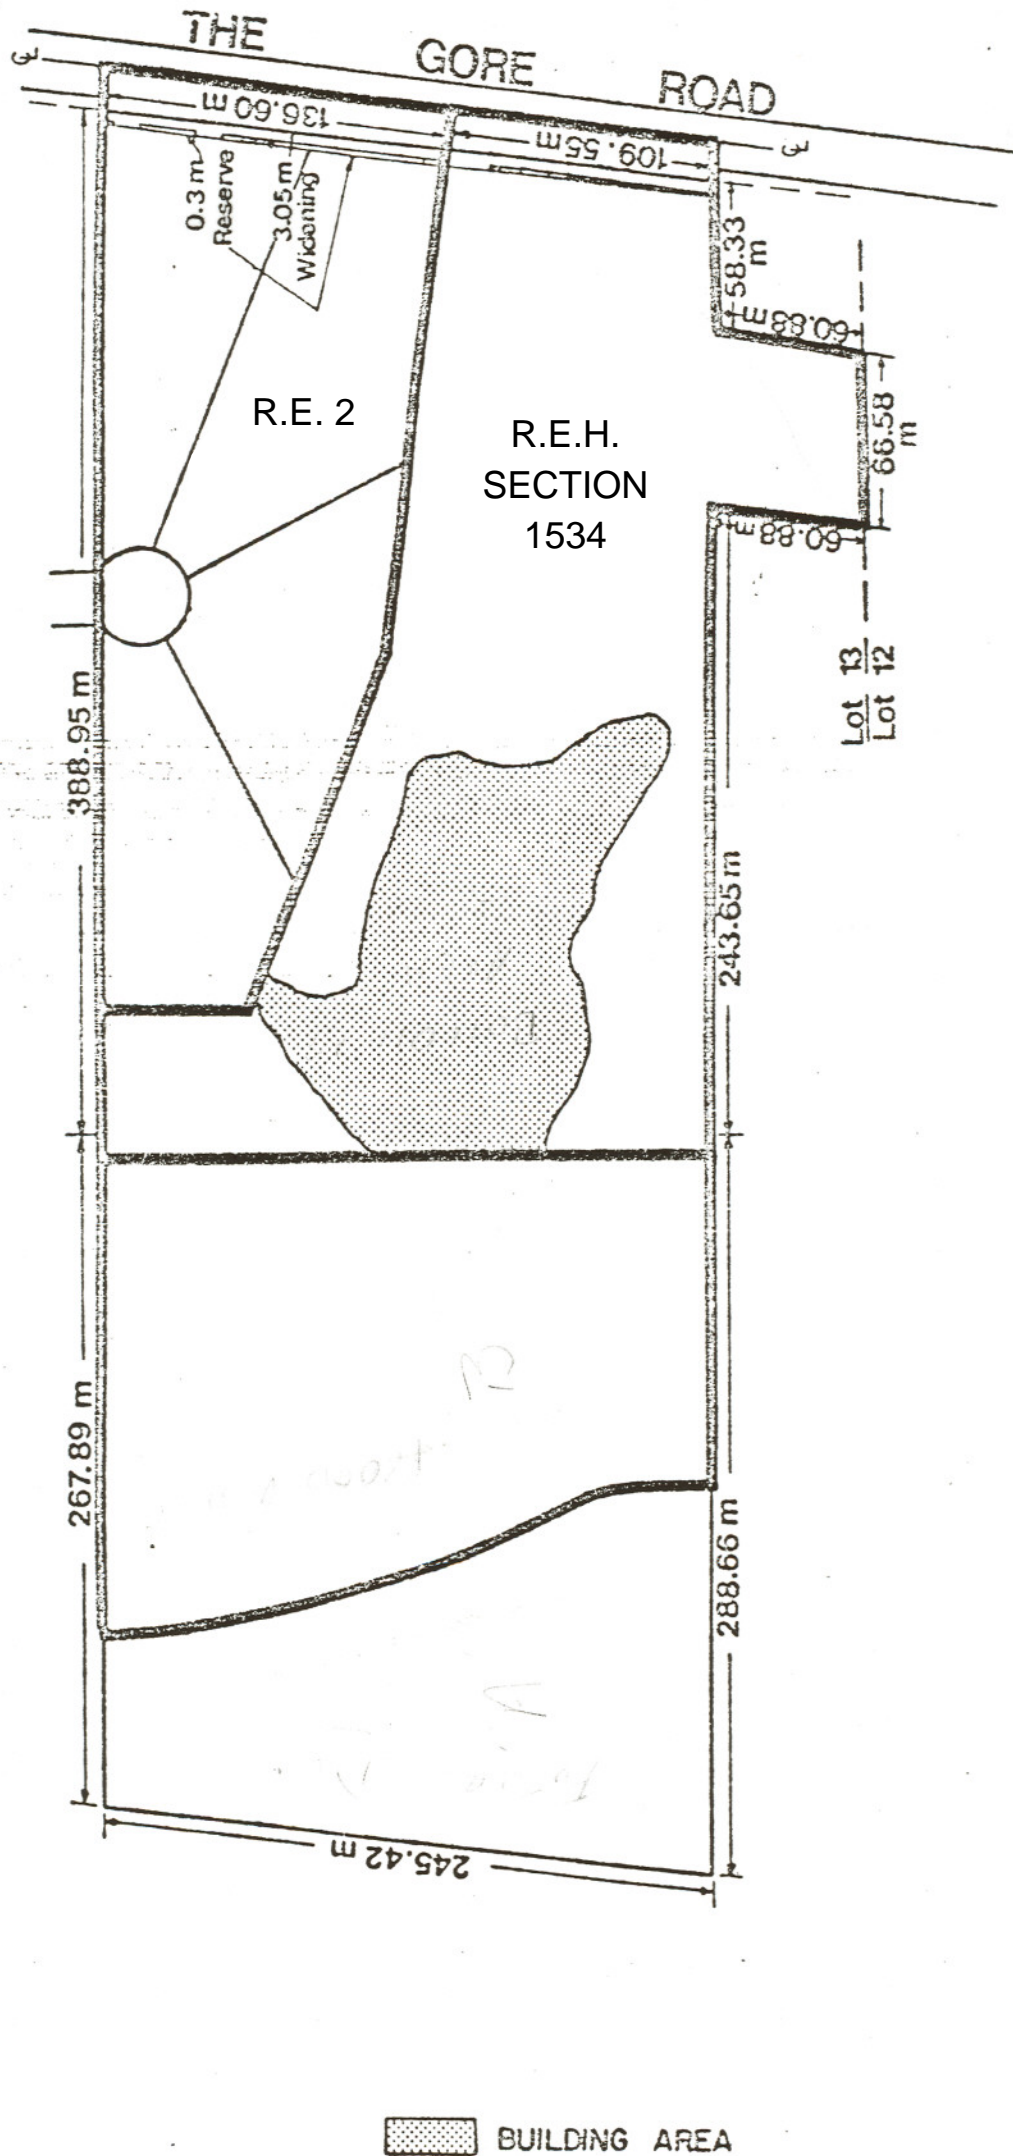 THE GORE ROAD
℄
136.60 m
109.55 m
℄
0.3 m
Reserve
3.05 m
Widening
58.33
m
60.88 m
R.E. 2
R.E.H.
SECTION
1534
66.58
m
60.88 m
Lot 13
Lot 12
388.95 m
243.65 m
267.89 m
288.66 m
245.42 m
BUILDING AREA